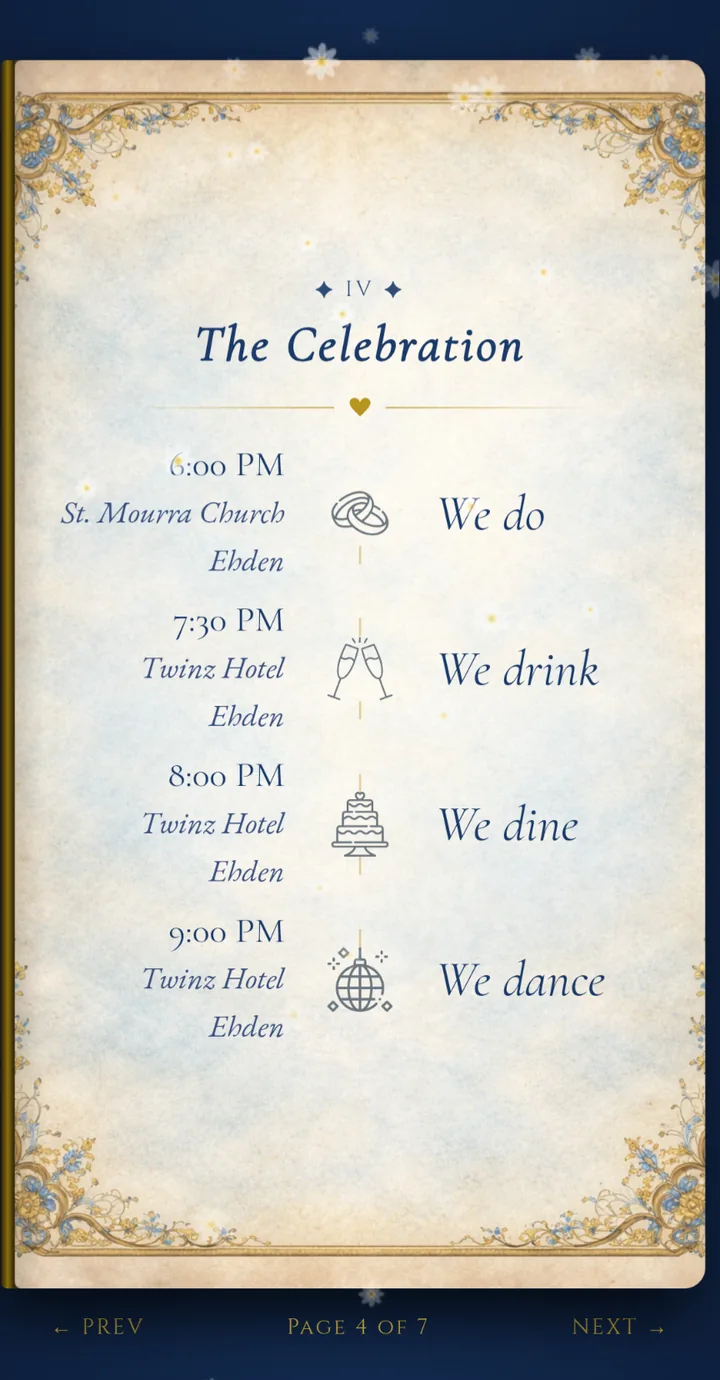 IV
The Celebration
6:00 PM
St. Mourra Church
Ehden
We do
7:30 PM
Twinz Hotel
Ehden
We drink
8:00 PM
Twinz Hotel
Ehden
We dine
9:00 PM
Twinz Hotel
Ehden
We dance
← PREV
PAGE 4 OF 7
NEXT →